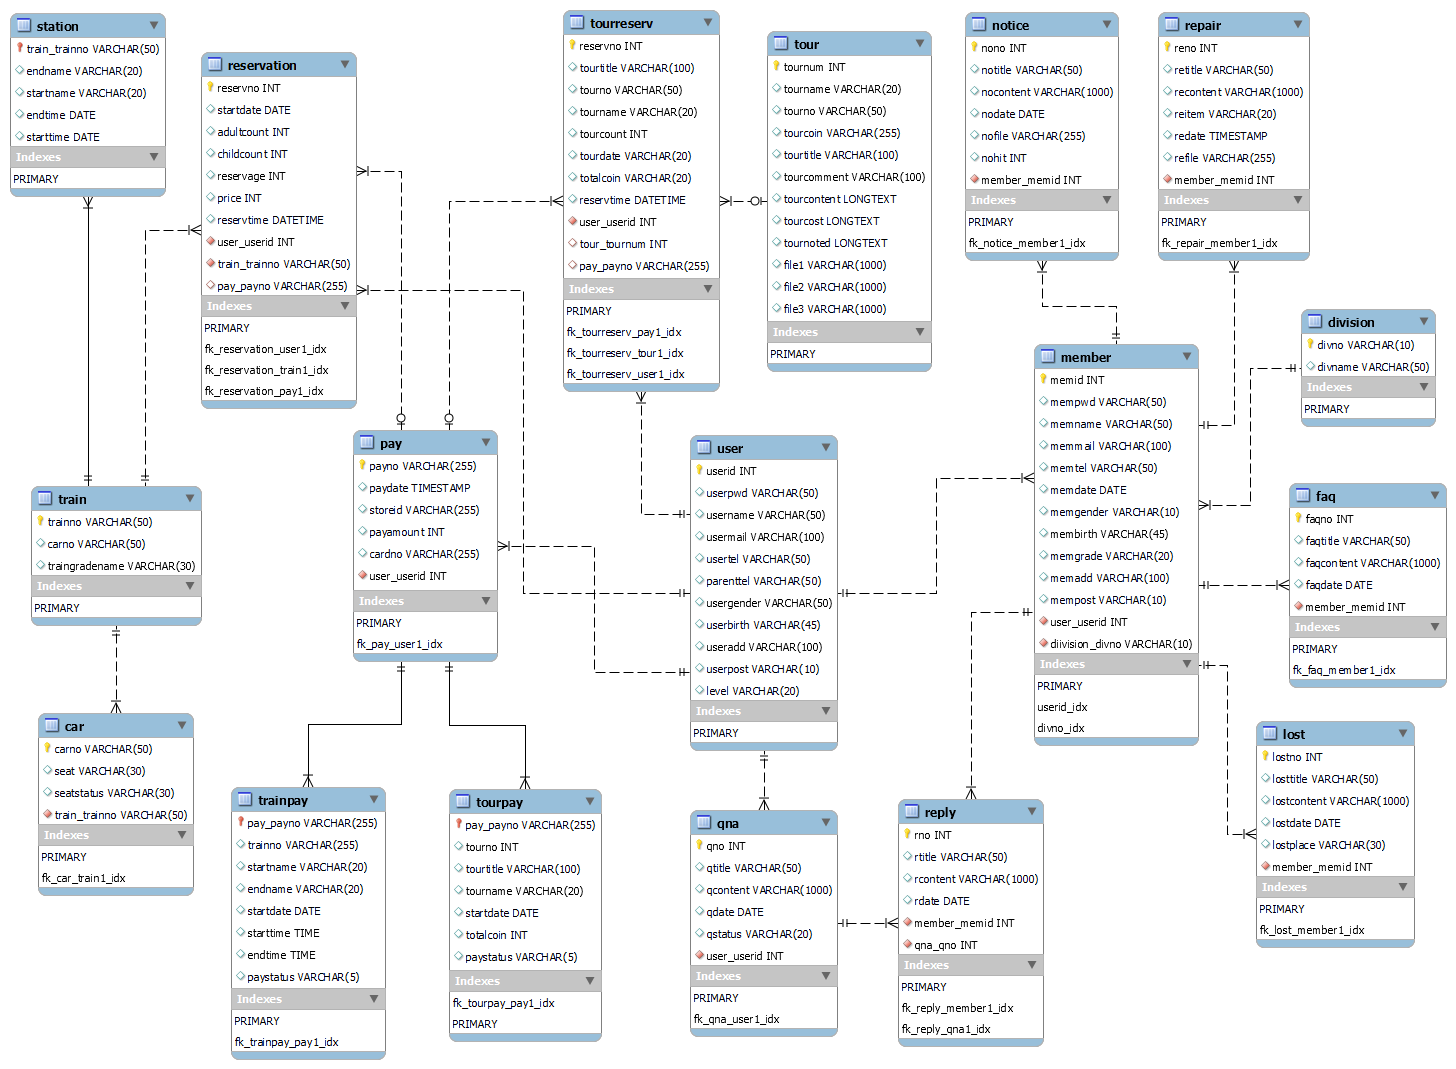 station
train_trainno VARCHAR(50)
endname VARCHAR(20)
startname VARCHAR(20)
endtime DATE
starttime DATE
Indexes
PRIMARY
reservation
reservno INT
startdate DATE
adultcount INT
childcount INT
reservage INT
price INT
reservtime DATETIME
user_userid INT
train_trainno VARCHAR(50)
pay_payno VARCHAR(255)
Indexes
PRIMARY
fk_reservation_user1_idx
fk_reservation_train1_idx
fk_reservation_pay1_idx
tourreserv
reservno INT
tourtitle VARCHAR(100)
tourno VARCHAR(50)
tourname VARCHAR(20)
tourcount INT
tourdate VARCHAR(20)
totalcoin VARCHAR(20)
reservtime DATETIME
user_userid INT
tour_tournum INT
pay_payno VARCHAR(255)
Indexes
PRIMARY
fk_tourreserv_pay1_idx
fk_tourreserv_tour1_idx
fk_tourreserv_user1_idx
tour
tournum INT
tourname VARCHAR(20)
tourno VARCHAR(50)
tourcoin VARCHAR(255)
tourtitle VARCHAR(100)
tourcomment VARCHAR(100)
tourcontent LONGTEXT
tourcost LONGTEXT
tournoted LONGTEXT
file1 VARCHAR(1000)
file2 VARCHAR(1000)
file3 VARCHAR(1000)
Indexes
PRIMARY
notice
nono INT
notitle VARCHAR(50)
nocontent VARCHAR(1000)
nodate DATE
nofile VARCHAR(255)
nohit INT
member_memid INT
Indexes
PRIMARY
fk_notice_member1_idx
repair
reno INT
retitle VARCHAR(50)
recontent VARCHAR(1000)
reitem VARCHAR(20)
redate TIMESTAMP
refile VARCHAR(255)
member_memid INT
Indexes
PRIMARY
fk_repair_member1_idx
division
divno VARCHAR(10)
divname VARCHAR(50)
Indexes
PRIMARY
member
memid INT
mempwd VARCHAR(50)
memname VARCHAR(50)
memmail VARCHAR(100)
memtel VARCHAR(50)
memdate DATE
memgender VARCHAR(10)
membirth VARCHAR(45)
memgrade VARCHAR(20)
memadd VARCHAR(100)
mempost VARCHAR(10)
user_userid INT
diivision_divno VARCHAR(10)
Indexes
PRIMARY
userid_idx
divno_idx
pay
payno VARCHAR(255)
paydate TIMESTAMP
storeid VARCHAR(255)
payamount INT
cardno VARCHAR(255)
user_userid INT
Indexes
PRIMARY
fk_pay_user1_idx
user
userid INT
userpwd VARCHAR(50)
username VARCHAR(50)
usermail VARCHAR(100)
usertel VARCHAR(50)
parenttel VARCHAR(50)
usergender VARCHAR(50)
userbirth VARCHAR(45)
useradd VARCHAR(100)
userpost VARCHAR(10)
level VARCHAR(20)
Indexes
PRIMARY
train
trainno VARCHAR(50)
carno VARCHAR(50)
traingradename VARCHAR(30)
Indexes
PRIMARY
faq
faqno INT
faqtitle VARCHAR(50)
faqcontent VARCHAR(1000)
faqdate DATE
member_memid INT
Indexes
PRIMARY
fk_faq_member1_idx
car
carno VARCHAR(50)
seat VARCHAR(30)
seatstatus VARCHAR(30)
train_trainno VARCHAR(50)
Indexes
PRIMARY
fk_car_train1_idx
trainpay
pay_payno VARCHAR(255)
trainno VARCHAR(255)
startname VARCHAR(20)
endname VARCHAR(20)
startdate DATE
starttime TIME
endtime TIME
paystatus VARCHAR(5)
Indexes
PRIMARY
fk_trainpay_pay1_idx
tourpay
pay_payno VARCHAR(255)
tourno INT
tourtitle VARCHAR(100)
tourname VARCHAR(20)
startdate DATE
totalcoin INT
paystatus VARCHAR(5)
Indexes
fk_tourpay_pay1_idx
PRIMARY
qna
qno INT
qtitle VARCHAR(50)
qcontent VARCHAR(1000)
qdate DATE
qstatus VARCHAR(20)
user_userid INT
Indexes
PRIMARY
fk_qna_user1_idx
reply
rno INT
rtitle VARCHAR(50)
rcontent VARCHAR(1000)
rdate DATE
member_memid INT
qna_qno INT
Indexes
PRIMARY
fk_reply_member1_idx
fk_reply_qna1_idx
lost
lostno INT
losttitle VARCHAR(50)
lostcontent VARCHAR(1000)
lostdate DATE
lostplace VARCHAR(30)
member_memid INT
Indexes
PRIMARY
fk_lost_member1_idx